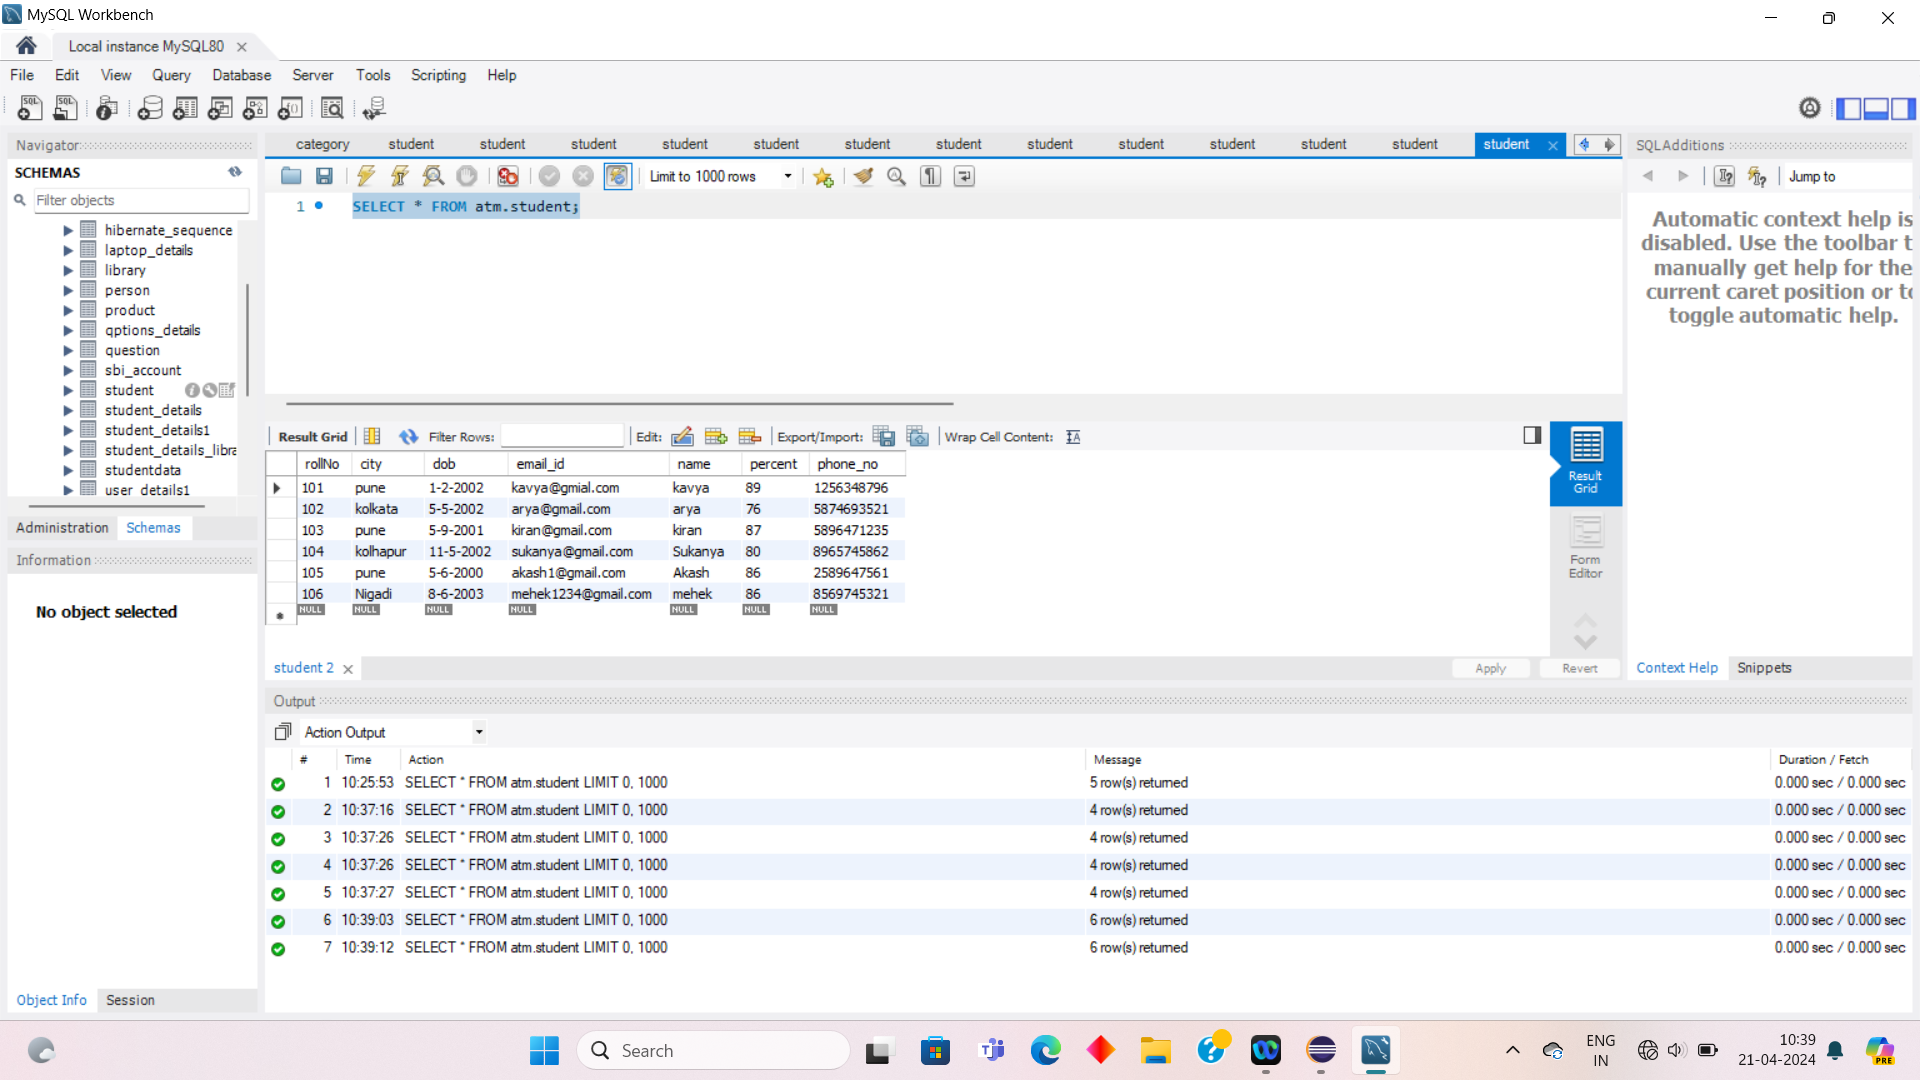 MySQL Workbench
Local instance MySQL80
File Edit View Query Database Server Tools Scripting Help
Navigator
SCHEMAS
Filter objects
hibernate_sequence
laptop_details
library
person
product
qptions_details
question
sbi_account
student
student_details
student_details1
student_details_libra
studentdata
user_details1
Administration Schemas
Information
No object selected
Object Info Session
category student student student student student student student student student student student student student
Limit to 1000 rows
1 SELECT * FROM atm.student;
Result Grid Filter Rows: Edit: Export/Import: Wrap Cell Content:
rollNo city dob email_id name percent phone_no
101 pune 1-2-2002 kavya@gmial.com kavya 89 1256348796
102 kolkata 5-5-2002 arya@gmail.com arya 76 5874693521
103 pune 5-9-2001 kiran@gmail.com kiran 87 5896471235
104 kolhapur 11-5-2002 sukanya@gmail.com Sukanya 80 8965745862
105 pune 5-6-2000 akash1@gmail.com Akash 86 2589647561
106 Nigadi 8-6-2003 mehek1234@gmail.com mehek 86 8569745321
NULL NULL NULL NULL NULL NULL NULL
Result
Grid
Form
Editor
student 2
Apply Revert
SQLAdditions
Jump to
Automatic context help is
disabled. Use the toolbar t
manually get help for the
current caret position or to
toggle automatic help.
Context Help Snippets
Output
Action Output
# Time Action Message Duration / Fetch
1 10:25:53 SELECT * FROM atm.student LIMIT 0, 1000 5 row(s) returned 0.000 sec / 0.000 sec
2 10:37:16 SELECT * FROM atm.student LIMIT 0, 1000 4 row(s) returned 0.000 sec / 0.000 sec
3 10:37:26 SELECT * FROM atm.student LIMIT 0, 1000 4 row(s) returned 0.000 sec / 0.000 sec
4 10:37:26 SELECT * FROM atm.student LIMIT 0, 1000 4 row(s) returned 0.000 sec / 0.000 sec
5 10:37:27 SELECT * FROM atm.student LIMIT 0, 1000 4 row(s) returned 0.000 sec / 0.000 sec
6 10:39:03 SELECT * FROM atm.student LIMIT 0, 1000 6 row(s) returned 0.000 sec / 0.000 sec
7 10:39:12 SELECT * FROM atm.student LIMIT 0, 1000 6 row(s) returned 0.000 sec / 0.000 sec
Search
ENG
IN
10:39
21-04-2024
PRE